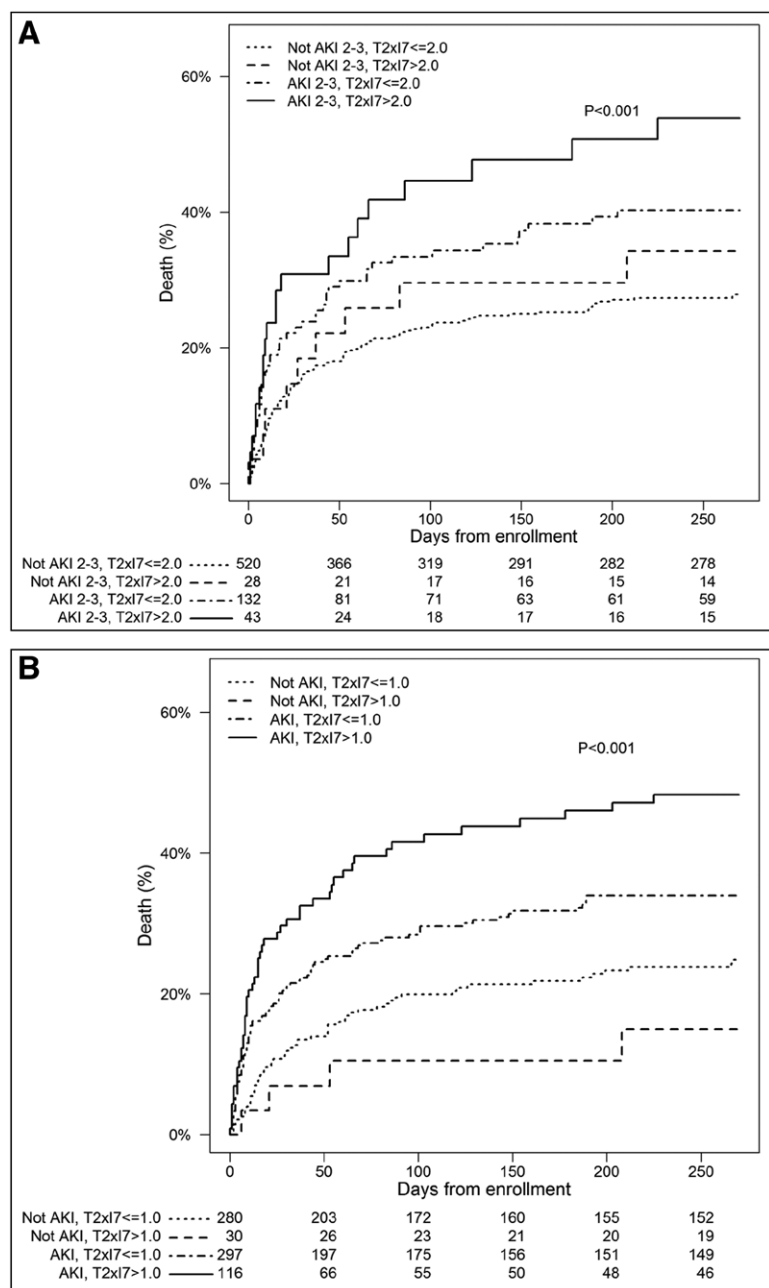 A
Not AKI 2-3, T2xI7<=2.0
Not AKI 2-3, T2xI7>2.0
AKI 2-3, T2xI7<=2.0
AKI 2-3, T2xI7>2.0
P<0.001
60%
40%
20%
0%
Death (%)
0 50 100 150 200 250
Days from enrollment
Not AKI 2-3, T2xI7<=2.0 520 366 319 291 282 278
Not AKI 2-3, T2xI7>2.0 28 21 17 16 15 14
AKI 2-3, T2xI7<=2.0 132 81 71 63 61 59
AKI 2-3, T2xI7>2.0 43 24 18 17 16 15
B
Not AKI, T2xI7<=1.0
Not AKI, T2xI7>1.0
AKI, T2xI7<=1.0
AKI, T2xI7>1.0
P<0.001
60%
40%
20%
0%
Death (%)
0 50 100 150 200 250
Days from enrollment
Not AKI, T2xI7<=1.0 280 203 172 160 155 152
Not AKI, T2xI7>1.0 30 26 23 21 20 19
AKI, T2xI7<=1.0 297 197 175 156 151 149
AKI, T2xI7>1.0 116 66 55 50 48 46